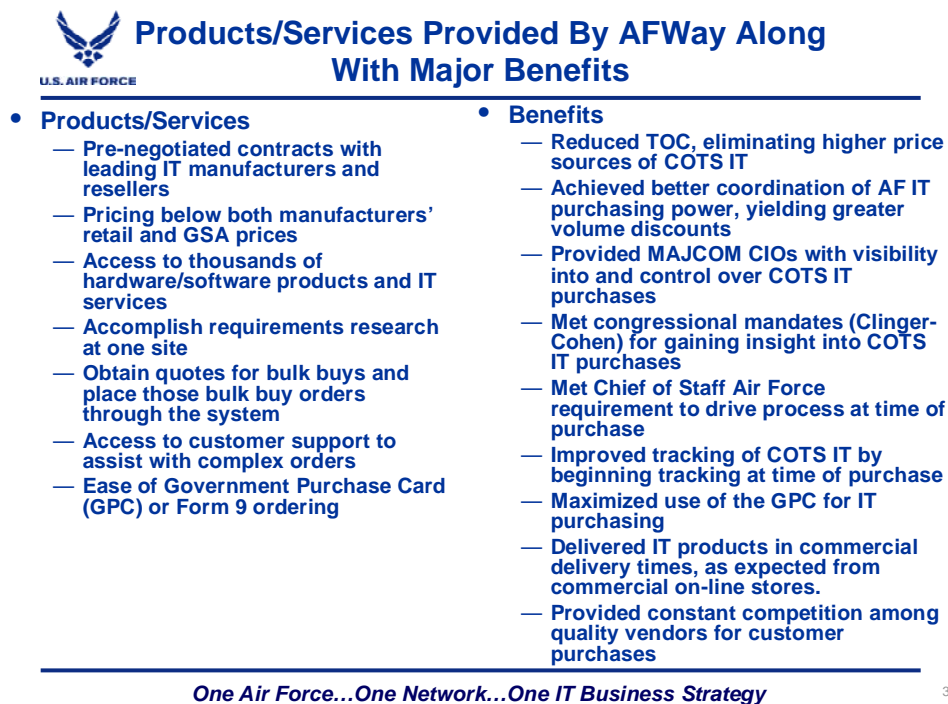 Products/Services Provided By AFWay Along
With Major Benefits
U.S. AIR FORCE
• Products/Services
— Pre-negotiated contracts with
leading IT manufacturers and
resellers
— Pricing below both manufacturers’
retail and GSA prices
— Access to thousands of
hardware/software products and IT
services
— Accomplish requirements research
at one site
— Obtain quotes for bulk buys and
place those bulk buy orders
through the system
— Access to customer support to
assist with complex orders
— Ease of Government Purchase Card
(GPC) or Form 9 ordering
• Benefits
— Reduced TOC, eliminating higher price
sources of COTS IT
— Achieved better coordination of AF IT
purchasing power, yielding greater
volume discounts
— Provided MAJCOM CIOs with visibility
into and control over COTS IT
purchases
— Met congressional mandates (Clinger-
Cohen) for gaining insight into COTS
IT purchases
— Met Chief of Staff Air Force
requirement to drive process at time of
purchase
— Improved tracking of COTS IT by
beginning tracking at time of purchase
— Maximized use of the GPC for IT
purchasing
— Delivered IT products in commercial
delivery times, as expected from
commercial on-line stores.
— Provided constant competition among
quality vendors for customer
purchases
One Air Force…One Network…One IT Business Strategy
3